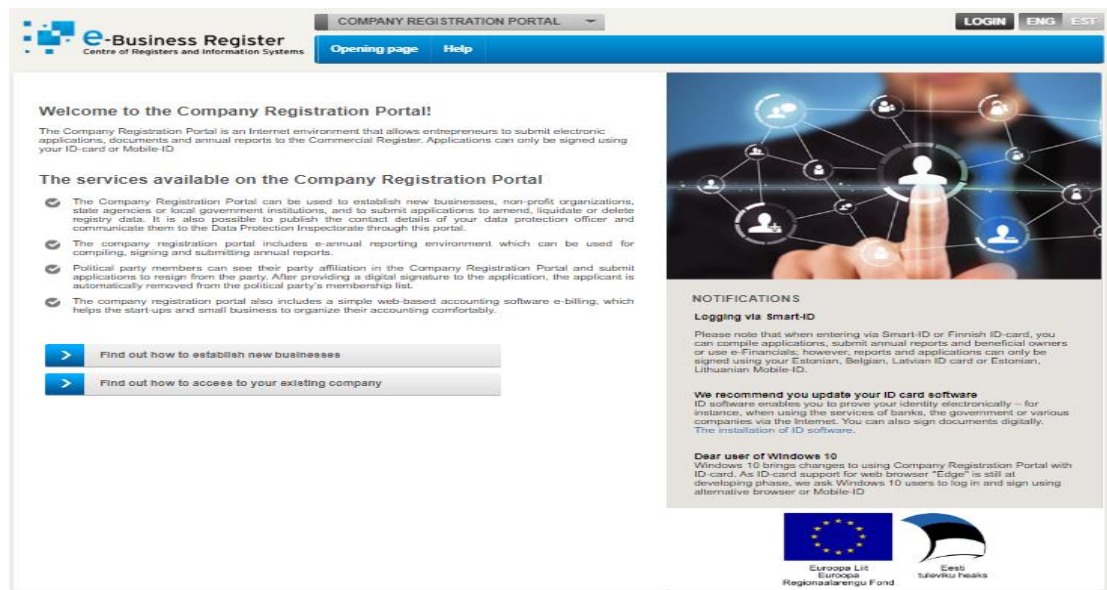 COMPANY REGISTRATION PORTAL
LOGIN ENG EST
e-Business Register
Centre of Registers and Information Systems
Opening page Help
Welcome to the Company Registration Portal!
The Company Registration Portal is an Internet environment that allows entrepreneurs to submit electronic
applications, documents and annual reports to the Commercial Register. Applications can only be signed using
your ID-card or Mobile-ID
The services available on the Company Registration Portal
The Company Registration Portal can be used to establish new businesses, non-profit organizations,
state agencies or local government institutions, and to submit applications to amend, liquidate or delete
registry data. It is also possible to publish the contact details of your data protection officer and
communicate them to the Data Protection Inspectorate through this portal.
The company registration portal includes e-annual reporting environment which can be used for
compiling, signing and submitting annual reports.
Political party members can see their party affiliation in the Company Registration Portal and submit
applications to resign from the party. After providing a digital signature to the application, the applicant is
automatically removed from the political party's membership list.
The company registration portal also includes a simple web-based accounting software e-billing, which
helps the start-ups and small business to organize their accounting comfortably.
Find out how to establish new businesses
Find out how to access to your existing company
NOTIFICATIONS
Logging via Smart-ID
Please note that when entering via Smart-ID or Finnish ID-card, you
can compile applications, submit annual reports and beneficial owners
or use e-Financials; however, reports and applications can only be
signed using your Estonian, Belgian, Latvian ID card or Estonian,
Lithuanian Mobile-ID.
We recommend you update your ID card software
ID software enables you to prove your identity electronically – for
instance, when using the services of banks, the government or various
companies via the Internet. You can also sign documents digitally.
The installation of ID software.
Dear user of Windows 10
Windows 10 brings changes to using Company Registration Portal with
ID-card. As ID-card support for web browser "Edge" is still at
developing phase, we ask Windows 10 users to log in and sign using
alternative browser or Mobile-ID
Euroopa Liit
Euroopa
Regionaalarengu Fond
Eesti
tuleviku heaks